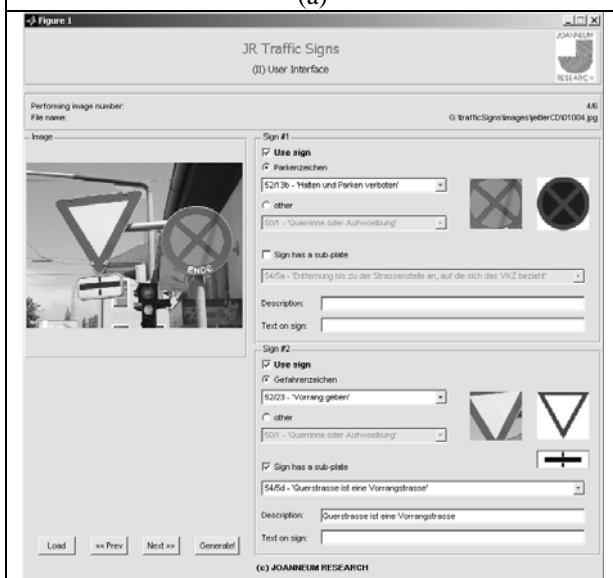 (a)
Figure 1
JR Traffic Signs
(II) User Interface
JOANNEUM
RESEARCH
Performing image number:
4/6
File name:
G:\trafficSigns\images\jetlerCD\01004.jpg
Image
ENDE
Load
<< Prev
Next >>
Generate!
Sign #1
Use sign
Parkenzeichen
52/13b - 'Halten und Parken verboten'
other
50/1 - 'Querrinne oder Aufwoelbung'
Sign has a sub-plate
54/5a - 'Entfernung bis zu der Strassenstelle an, auf die sich das VKZ bezieht'
Description:
Text on sign:
Sign #2
Use sign
Gefahrenzeichen
52/23 - 'Vorrang geben'
other
50/1 - 'Querrinne oder Aufwoelbung'
Sign has a sub-plate
54/5d - 'Querstrasse ist eine Vorrangstrasse'
Description: Querstrasse ist eine Vorrangstrasse
Text on sign:
(c) JOANNEUM RESEARCH